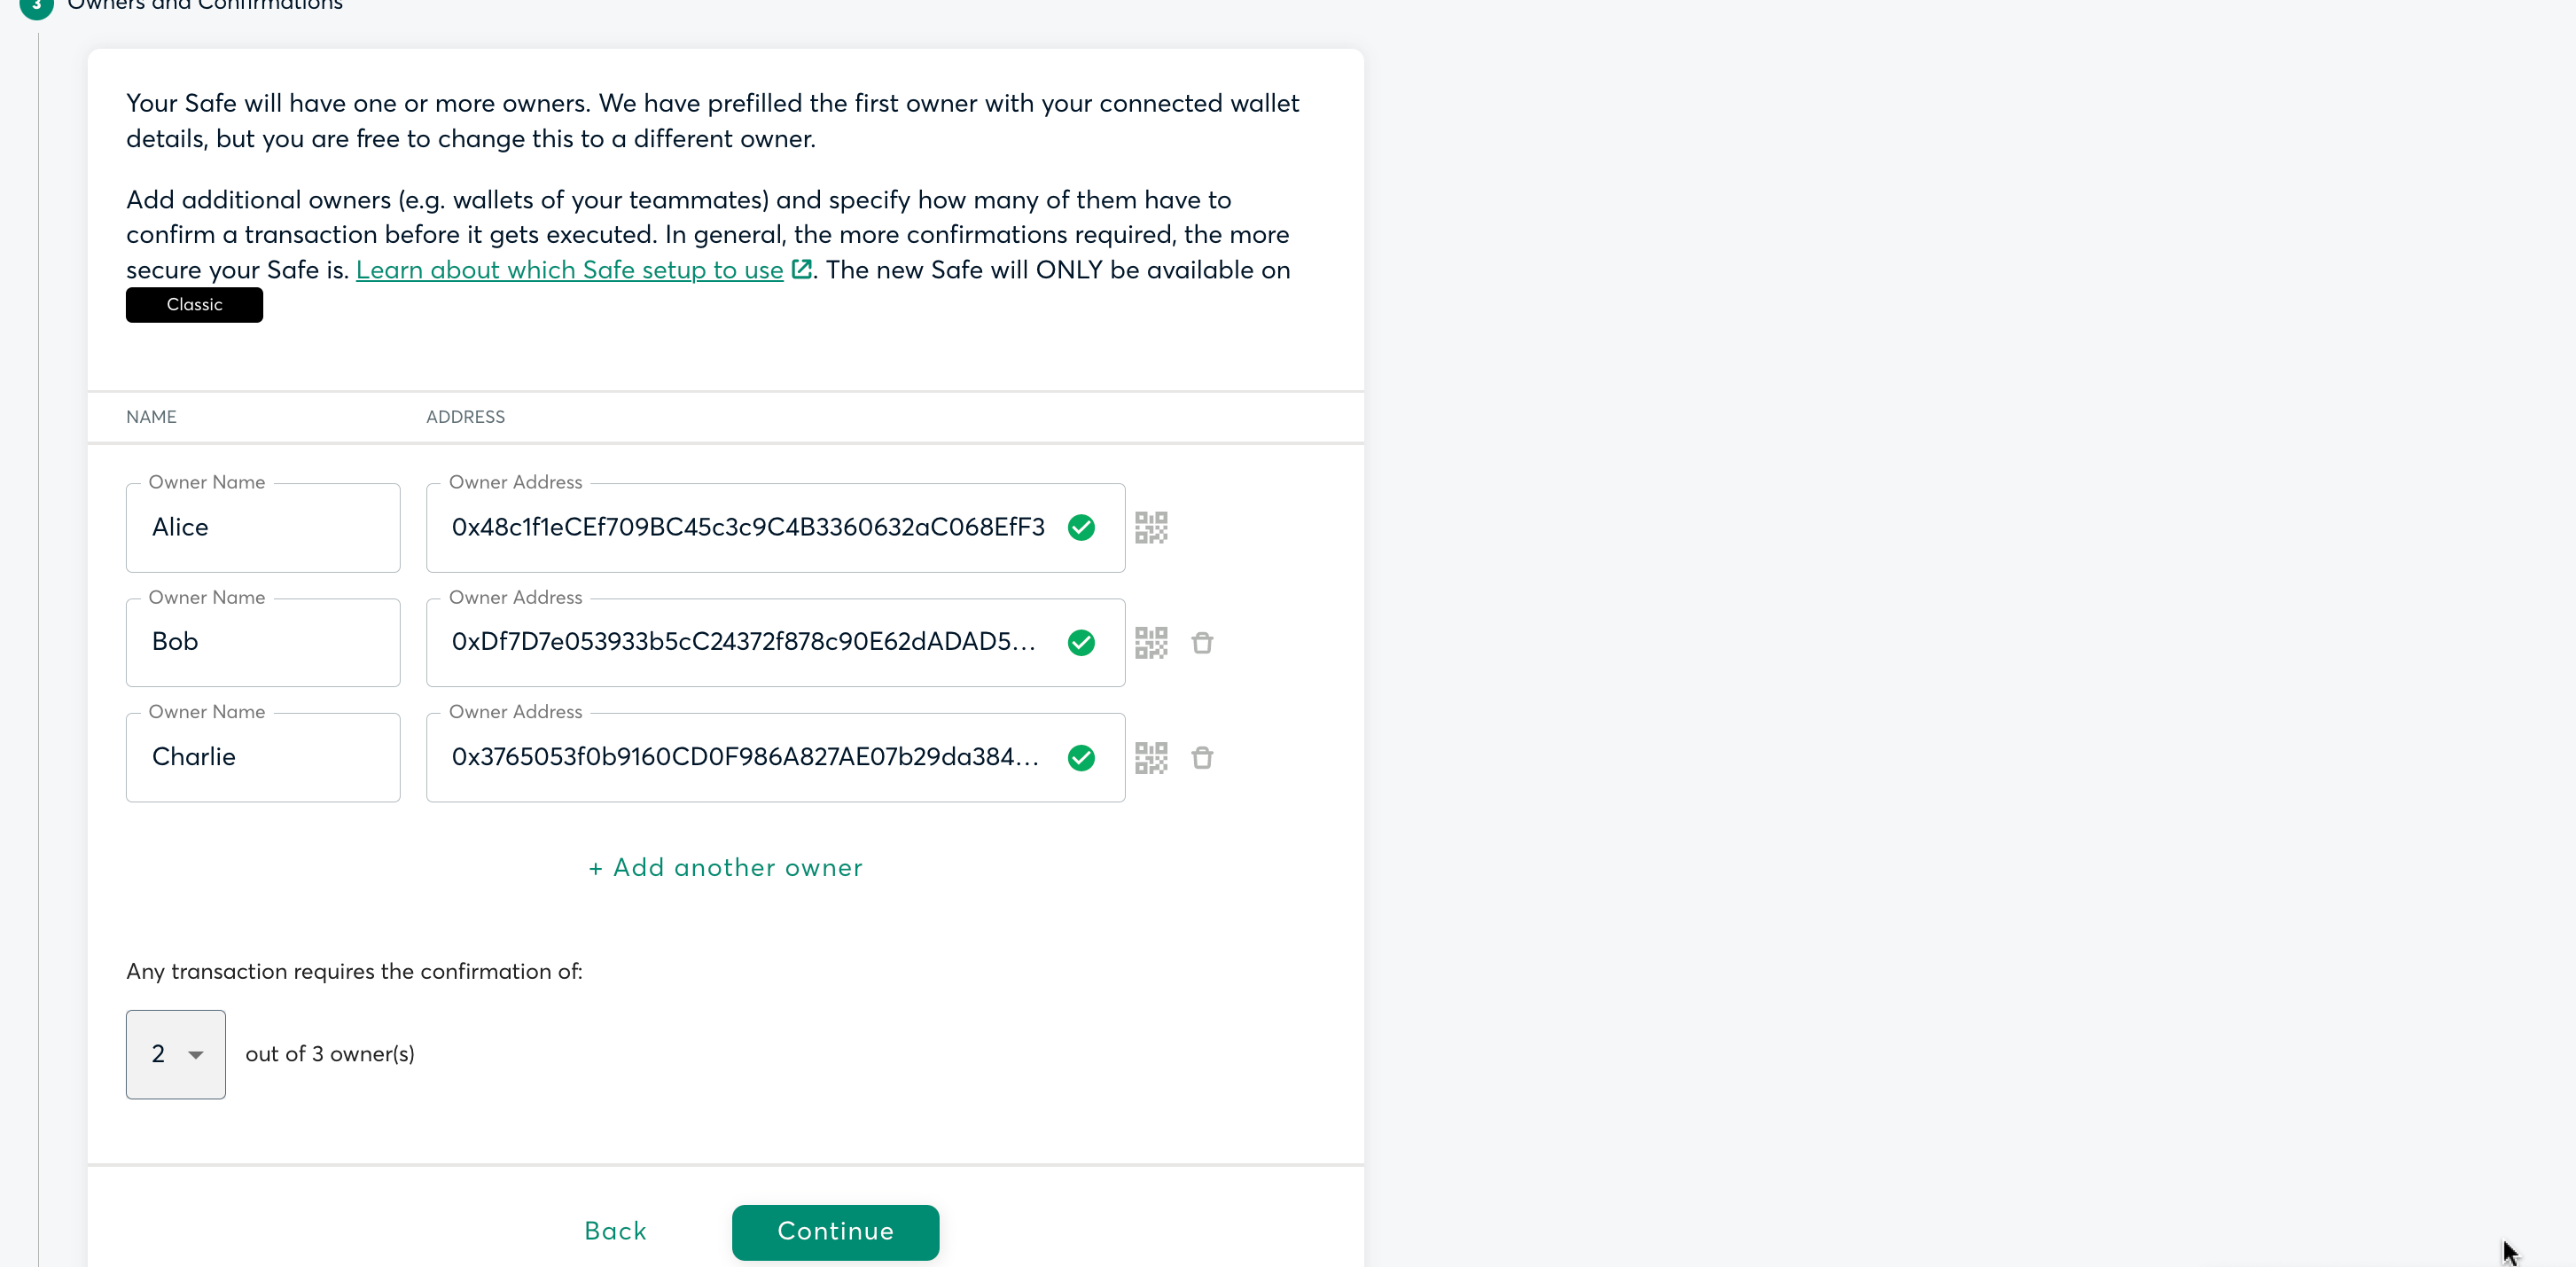 3 Owners and Confirmations
Your Safe will have one or more owners. We have prefilled the first owner with your connected wallet
details, but you are free to change this to a different owner.
Add additional owners (e.g. wallets of your teammates) and specify how many of them have to
confirm a transaction before it gets executed. In general, the more confirmations required, the more
secure your Safe is. Learn about which Safe setup to use. The new Safe will ONLY be available on
Classic
NAME ADDRESS
Owner Name Owner Address
Alice 0x48c1f1eCEf709BC45c3c9C4B3360632aC068EfF3
Owner Name Owner Address
Bob 0xDf7D7e053933b5cC24372f878c90E62dADAD5...
Owner Name Owner Address
Charlie 0x3765053f0b9160CD0F986A827AE07b29da384...
+ Add another owner
Any transaction requires the confirmation of:
2 out of 3 owner(s)
Back Continue